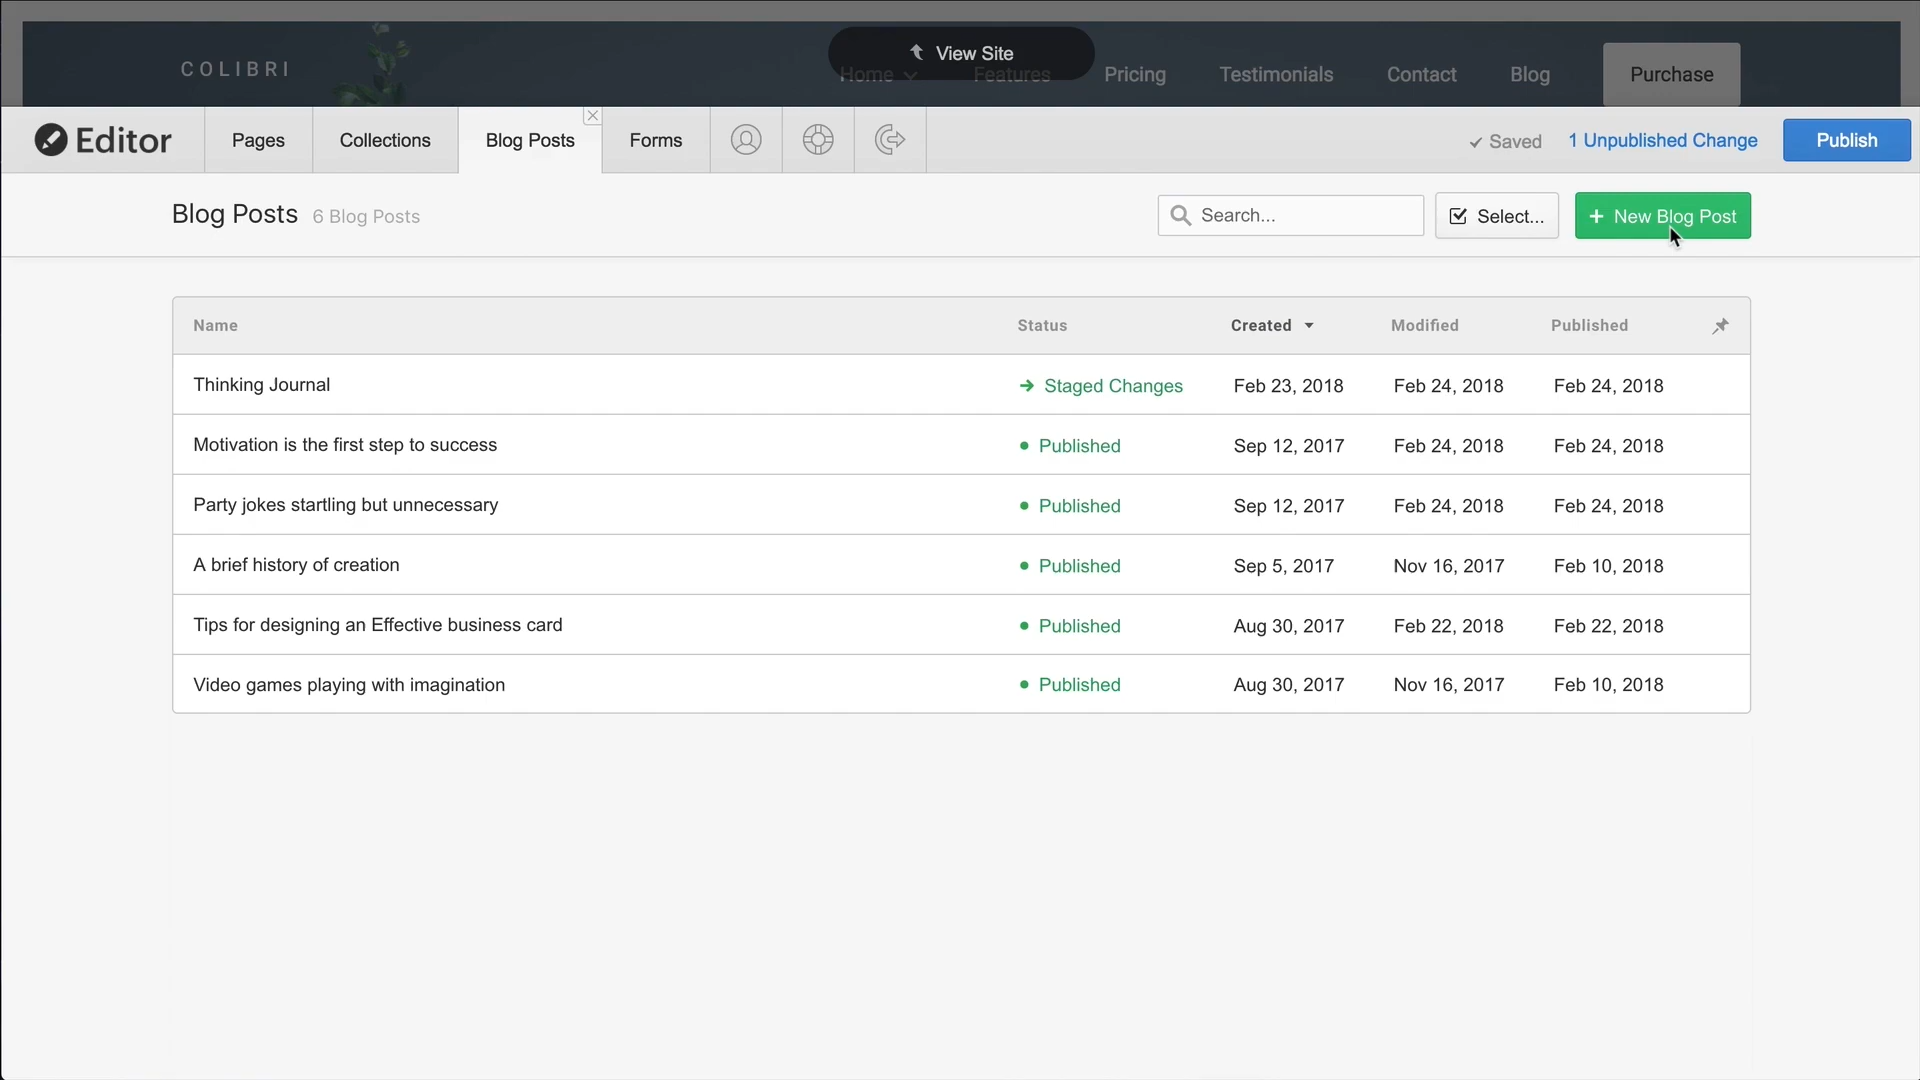 COLIBRI
View Site
Home Features Pricing Testimonials Contact Blog Purchase
Editor Pages Collections Blog Posts Forms Saved 1 Unpublished Change Publish
Blog Posts 6 Blog Posts Search... Select... + New Blog Post
Name Status Created Modified Published
Thinking Journal Staged Changes Feb 23, 2018 Feb 24, 2018 Feb 24, 2018
Motivation is the first step to success Published Sep 12, 2017 Feb 24, 2018 Feb 24, 2018
Party jokes startling but unnecessary Published Sep 12, 2017 Feb 24, 2018 Feb 24, 2018
A brief history of creation Published Sep 5, 2017 Nov 16, 2017 Feb 10, 2018
Tips for designing an Effective business card Published Aug 30, 2017 Feb 22, 2018 Feb 22, 2018
Video games playing with imagination Published Aug 30, 2017 Nov 16, 2017 Feb 10, 2018